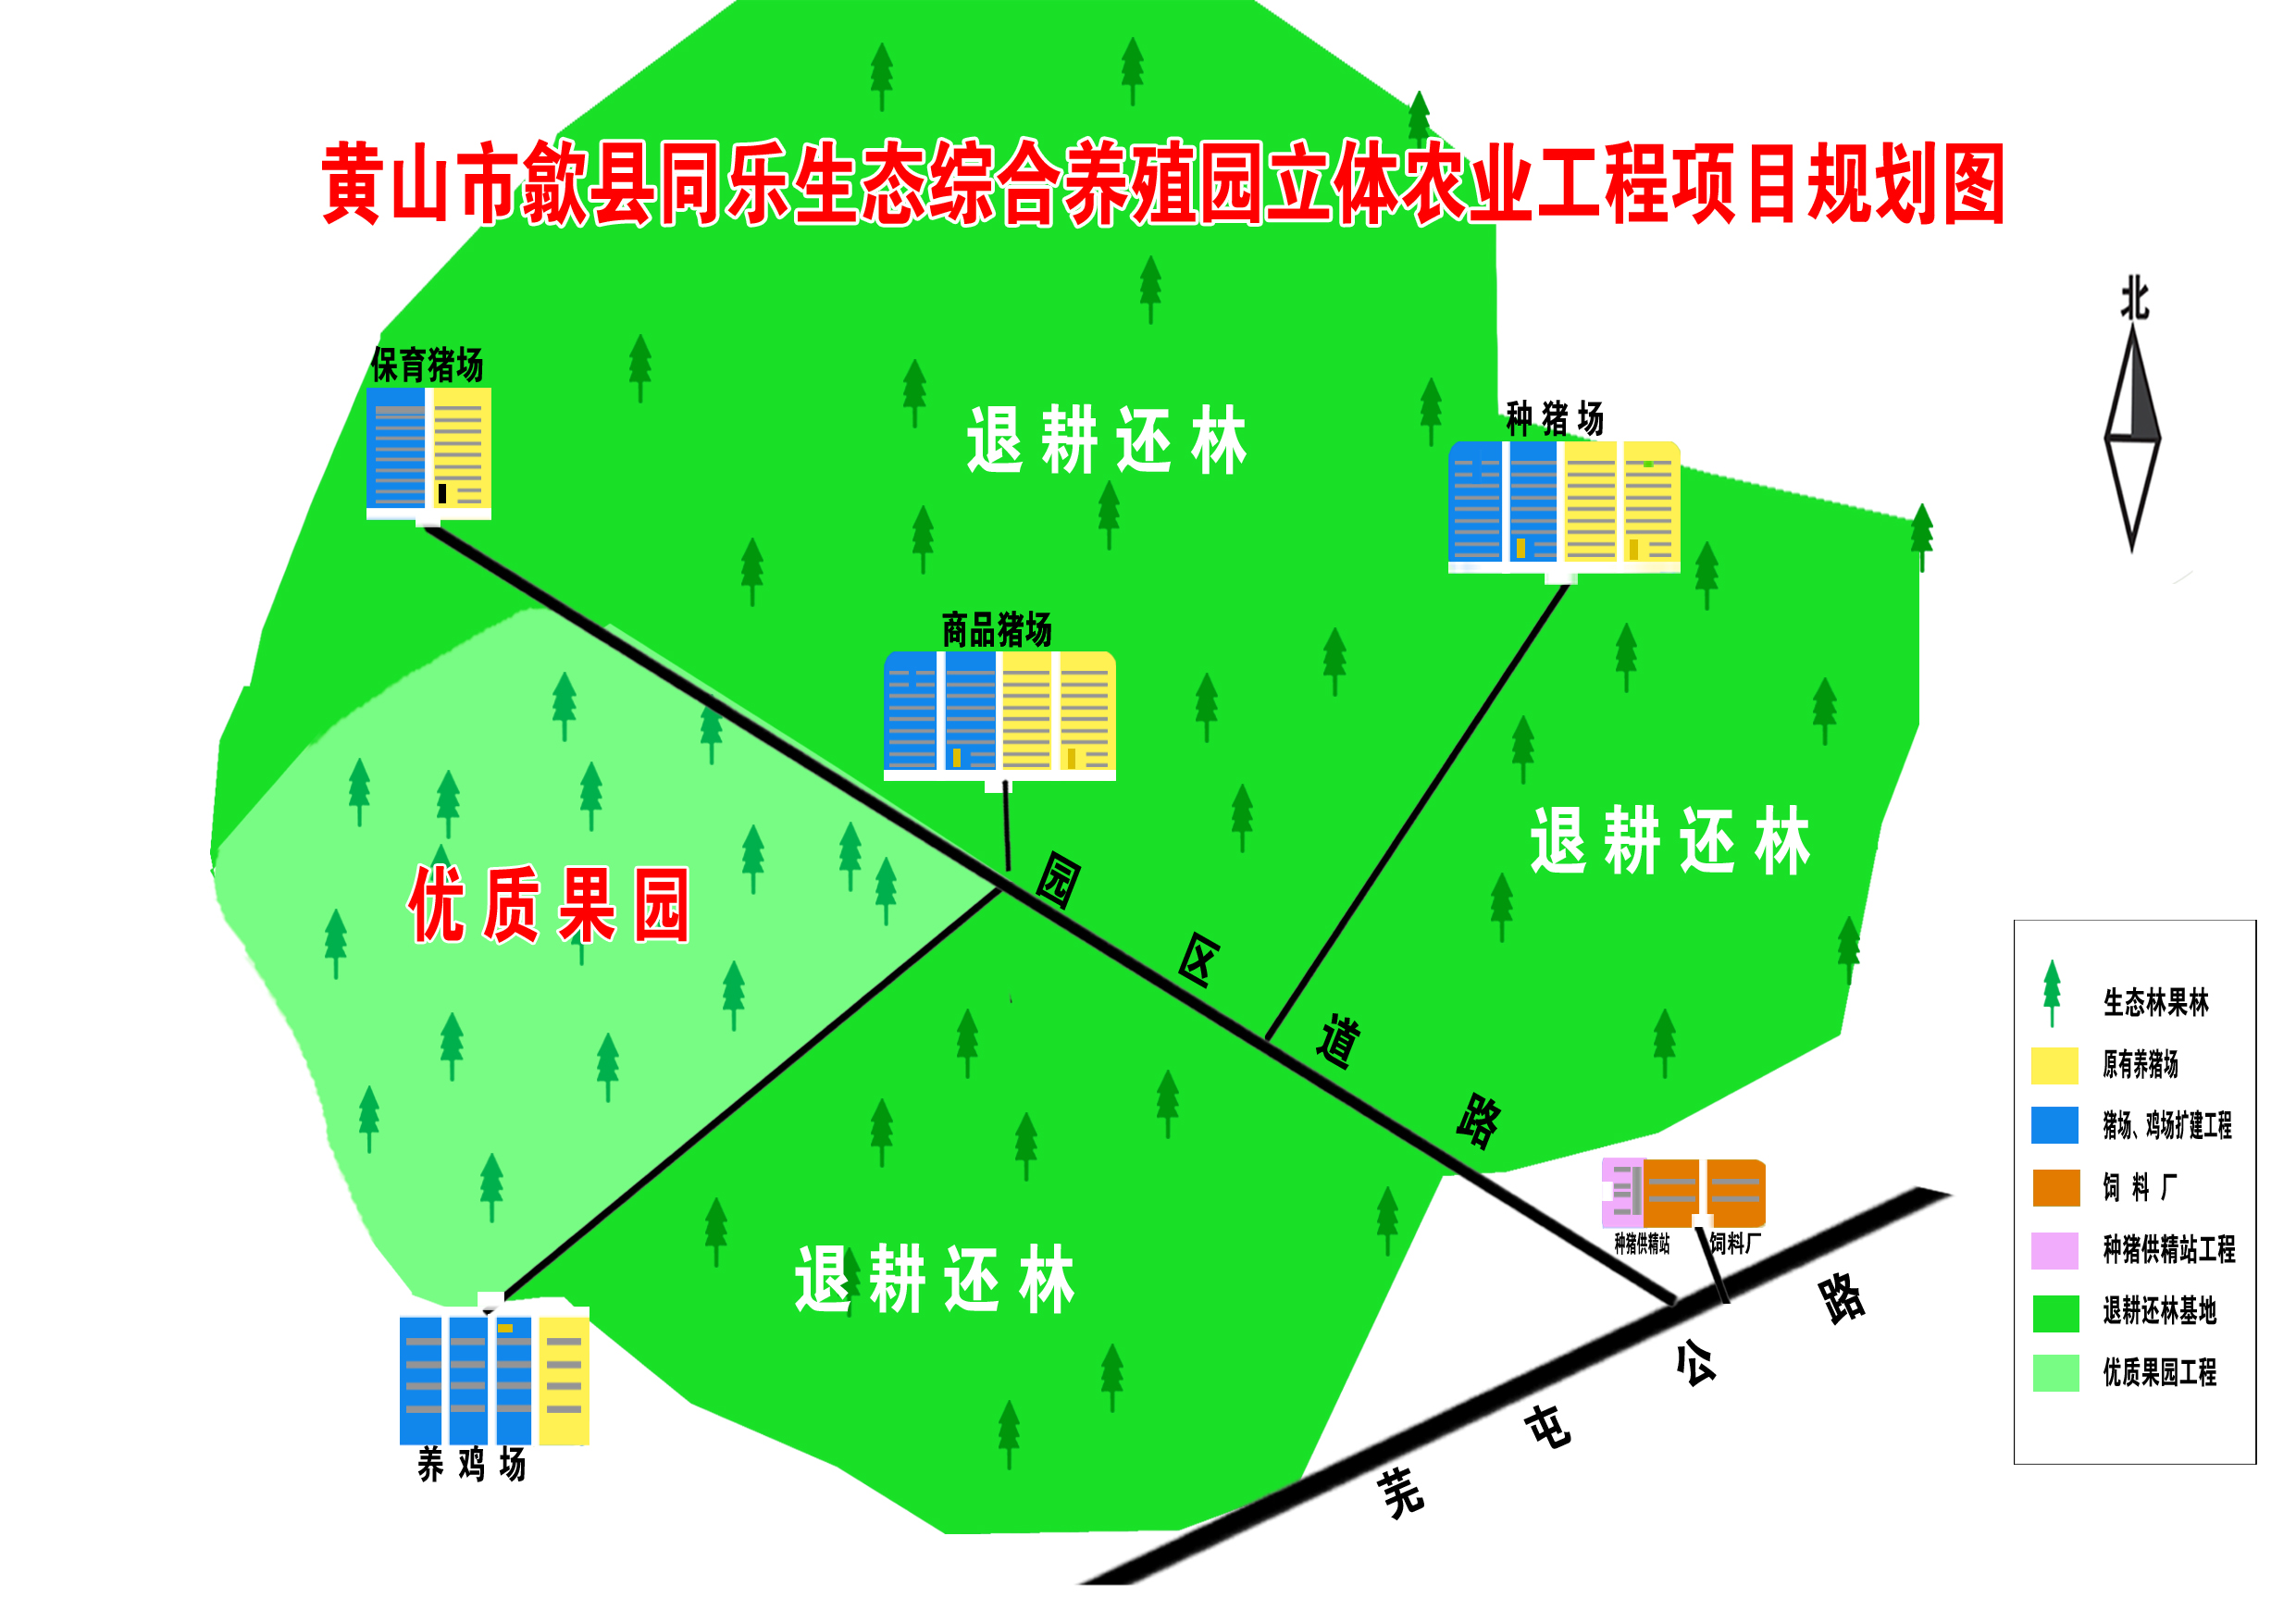 黄山市歙县同乐生态综合养殖园立体农业工程项目规划图
北
保育猪场
退耕还林
种猪场
商品猪场
退耕还林
优质果园
园区道路
生态林果林
原有养猪场
猪场、鸡场扩建工程
饲料厂
种猪供精站工程
退耕还林基地
优质果园工程
种猪供精站
饲料厂
退耕还林
养鸡场
芜屯公路